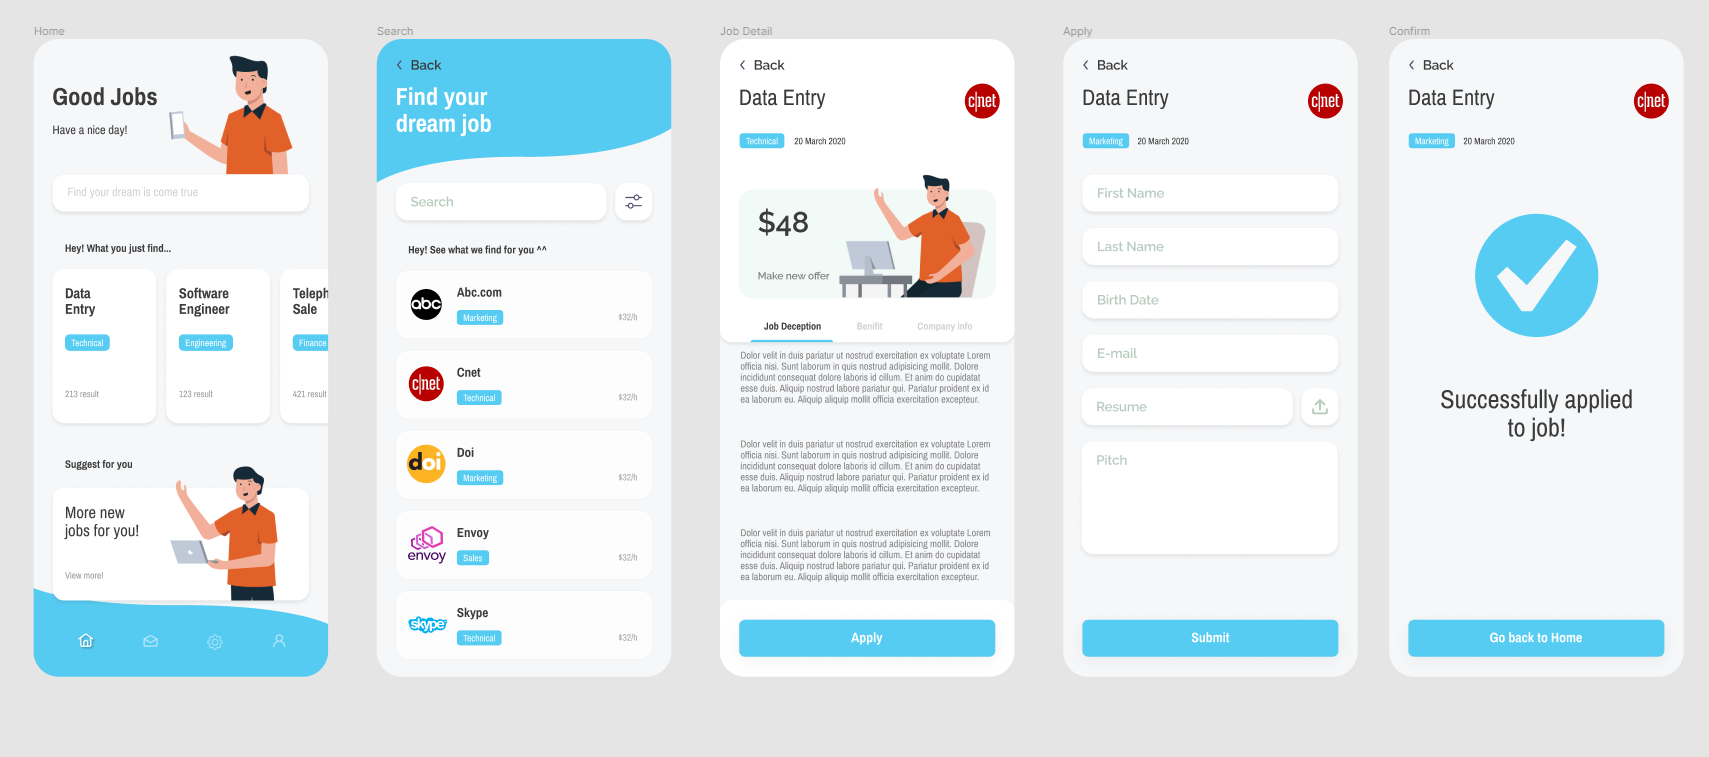 Home
Good Jobs
Have a nice day!
Find your dream is come true
Hey! What you just find...
Data
Entry
Technical
213 result
Software
Engineer
Engineering
123 result
Teleph
Sale
Finance
421 result
Suggest for you
More new
jobs for you!
View more!
Search
Back
Find your
dream job
Search
Hey! See what we find for you ^^
abc
Abc.com
Marketing
$32/h
c|net
Cnet
Technical
$32/h
doi
Doi
Marketing
$32/h
envoy
Envoy
Sales
$32/h
skype
Skype
Technical
$32/h
Job Detail
Back
Data Entry
c|net
Technical 20 March 2020
$48
Make new offer
Job Deception Benifit Company info
Dolor velit in duis pariatur ut nostrud exercitation ex voluptate Lorem
officia nisi. Sunt laborum in quis nostrud adipisicing mollit. Dolore
incididunt consequat dolore laboris id cillum. Et anim do cupidatat
esse duis. Aliquip nostrud labore pariatur qui. Pariatur proident ex id
ea laborum eu. Aliquip aliquip mollit officia exercitation excepteur.
Dolor velit in duis pariatur ut nostrud exercitation ex voluptate Lorem
officia nisi. Sunt laborum in quis nostrud adipisicing mollit. Dolore
incididunt consequat dolore laboris id cillum. Et anim do cupidatat
esse duis. Aliquip nostrud labore pariatur qui. Pariatur proident ex id
ea laborum eu. Aliquip aliquip mollit officia exercitation excepteur.
Dolor velit in duis pariatur ut nostrud exercitation ex voluptate Lorem
officia nisi. Sunt laborum in quis nostrud adipisicing mollit. Dolore
incididunt consequat dolore laboris id cillum. Et anim do cupidatat
esse duis. Aliquip nostrud labore pariatur qui. Pariatur proident ex id
ea laborum eu. Aliquip aliquip mollit officia exercitation excepteur.
Apply
Apply
Back
Data Entry
c|net
Marketing 20 March 2020
First Name
Last Name
Birth Date
E-mail
Resume
Pitch
Submit
Confirm
Back
Data Entry
c|net
Marketing 20 March 2020
Successfully applied
to job!
Go back to Home